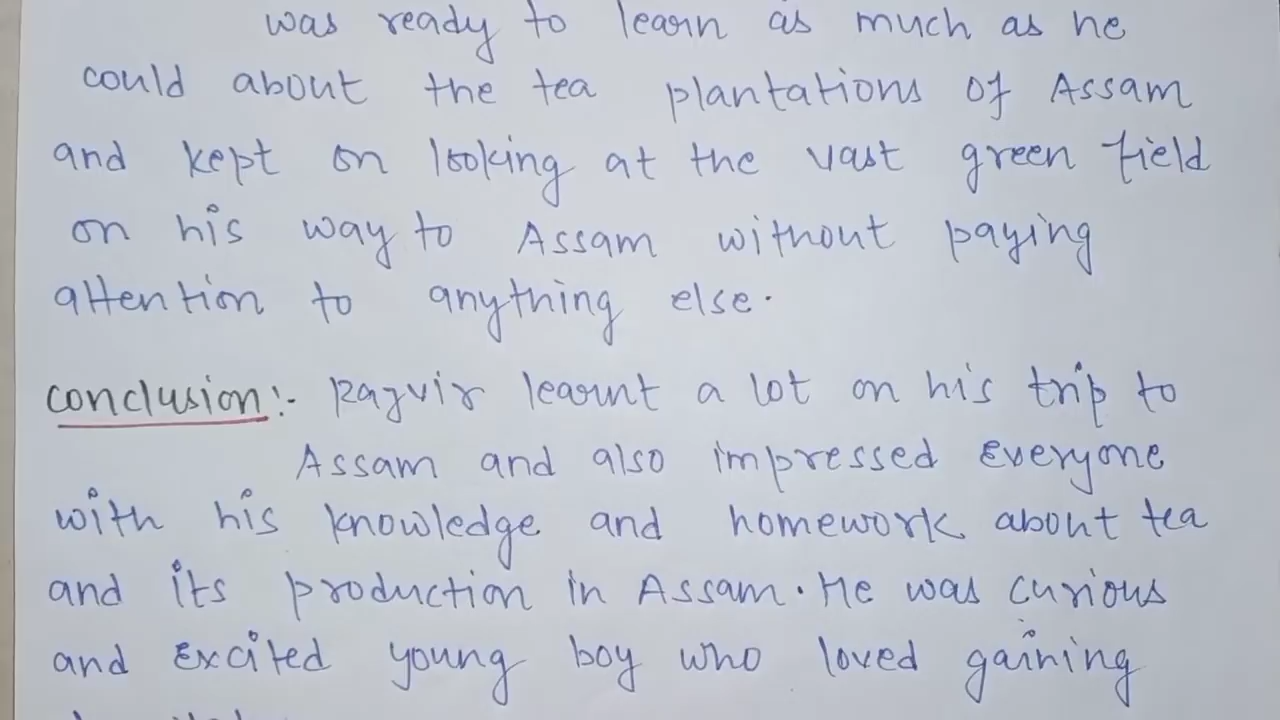 was ready to learn as much as he
could about the tea plantations of Assam
and kept on looking at the vast green field
on his way to Assam without paying
attention to anything else.
conclusion:- Rajvir learnt a lot on his trip to
Assam and also impressed everyone
with his knowledge and homework about tea
and its production in Assam. He was curious
and excited young boy who loved gaining